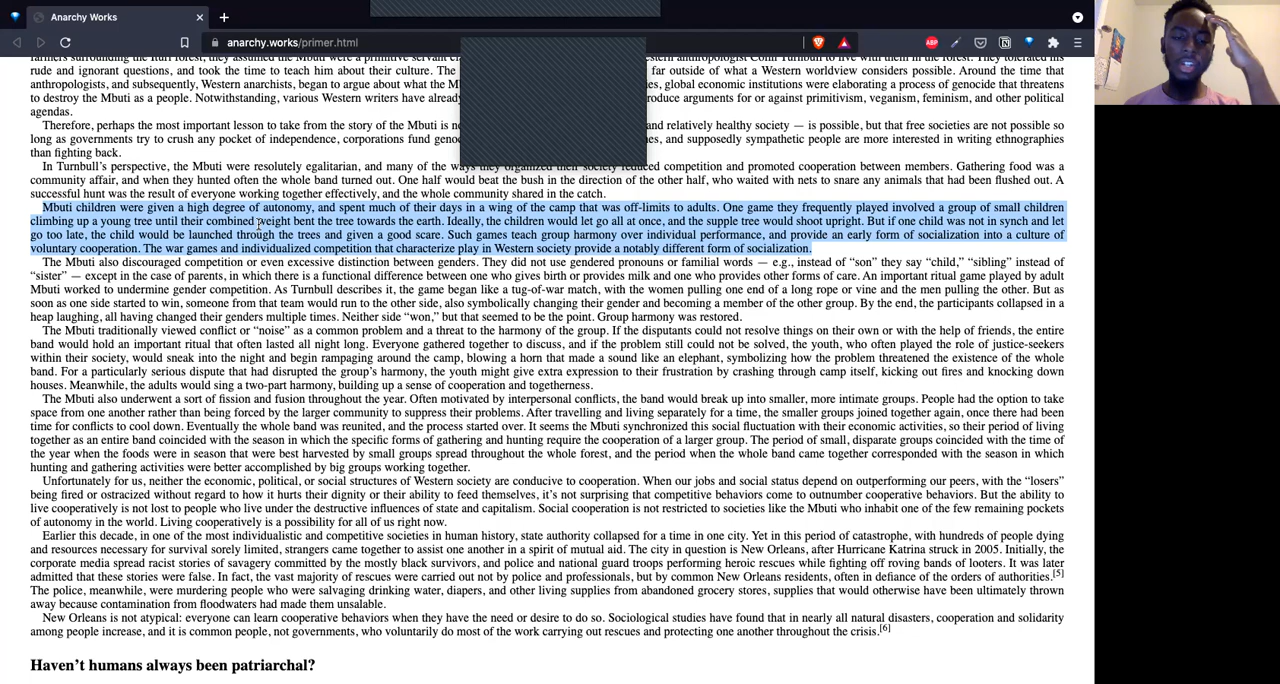 Anarchy Works
anarchy.works/primer.html
ABP
farmers surrounding the Ituri forest, they assumed the Mbuti were a primitive servant cl stern anthropologist Colin Turnbull to live with them in the forest. They tolerated his
rude and ignorant questions, and took the time to teach him about their culture. The far outside of what a Western worldview considers possible. Around the time that
anthropologists, and subsequently, Western anarchists, began to argue about what the M es, global economic institutions were elaborating a process of genocide that threatens
to destroy the Mbuti as a people. Notwithstanding, various Western writers have already roduce arguments for or against primitivism, veganism, feminism, and other political
agendas.
Therefore, perhaps the most important lesson to take from the story of the Mbuti is no and relatively healthy society — is possible, but that free societies are not possible so
long as governments try to crush any pocket of independence, corporations fund geno es, and supposedly sympathetic people are more interested in writing ethnographies
than fighting back.
In Turnbull's perspective, the Mbuti were resolutely egalitarian, and many of the ways they organized their society reduced competition and promoted cooperation between members. Gathering food was a
community affair, and when they hunted often the whole band turned out. One half would beat the bush in the direction of the other half, who waited with nets to snare any animals that had been flushed out. A
successful hunt was the result of everyone working together effectively, and the whole community shared in the catch.
Mbuti children were given a high degree of autonomy, and spent much of their days in a wing of the camp that was off-limits to adults. One game they frequently played involved a group of small children
climbing up a young tree until their combined weight bent the tree towards the earth. Ideally, the children would let go all at once, and the supple tree would shoot upright. But if one child was not in synch and let
go too late, the child would be launched through the trees and given a good scare. Such games teach group harmony over individual performance, and provide an early form of socialization into a culture of
voluntary cooperation. The war games and individualized competition that characterize play in Western society provide a notably different form of socialization.
The Mbuti also discouraged competition or even excessive distinction between genders. They did not use gendered pronouns or familial words — e.g., instead of "son" they say "child," "sibling" instead of
"sister" — except in the case of parents, in which there is a functional difference between one who gives birth or provides milk and one who provides other forms of care. An important ritual game played by adult
Mbuti worked to undermine gender competition. As Turnbull describes it, the game began like a tug-of-war match, with the women pulling one end of a long rope or vine and the men pulling the other. But as
soon as one side started to win, someone from that team would run to the other side, also symbolically changing their gender and becoming a member of the other group. By the end, the participants collapsed in a
heap laughing, all having changed their genders multiple times. Neither side "won," but that seemed to be the point. Group harmony was restored.
The Mbuti traditionally viewed conflict or "noise" as a common problem and a threat to the harmony of the group. If the disputants could not resolve things on their own or with the help of friends, the entire
band would hold an important ritual that often lasted all night long. Everyone gathered together to discuss, and if the problem still could not be solved, the youth, who often played the role of justice-seekers
within their society, would sneak into the night and begin rampaging around the camp, blowing a horn that made a sound like an elephant, symbolizing how the problem threatened the existence of the whole
band. For a particularly serious dispute that had disrupted the group's harmony, the youth might give extra expression to their frustration by crashing through camp itself, kicking out fires and knocking down
houses. Meanwhile, the adults would sing a two-part harmony, building up a sense of cooperation and togetherness.
The Mbuti also underwent a sort of fission and fusion throughout the year. Often motivated by interpersonal conflicts, the band would break up into smaller, more intimate groups. People had the option to take
space from one another rather than being forced by the larger community to suppress their problems. After travelling and living separately for a time, the smaller groups joined together again, once there had been
time for conflicts to cool down. Eventually the whole band was reunited, and the process started over. It seems the Mbuti synchronized this social fluctuation with their economic activities, so their period of living
together as an entire band coincided with the season in which the specific forms of gathering and hunting require the cooperation of a larger group. The period of small, disparate groups coincided with the time of
the year when the foods were in season that were best harvested by small groups spread throughout the whole forest, and the period when the whole band came together corresponded with the season in which
hunting and gathering activities were better accomplished by big groups working together.
Unfortunately for us, neither the economic, political, or social structures of Western society are conducive to cooperation. When our jobs and social status depend on outperforming our peers, with the "losers"
being fired or ostracized without regard to how it hurts their dignity or their ability to feed themselves, it's not surprising that competitive behaviors come to outnumber cooperative behaviors. But the ability to
live cooperatively is not lost to people who live under the destructive influences of state and capitalism. Social cooperation is not restricted to societies like the Mbuti who inhabit one of the few remaining pockets
of autonomy in the world. Living cooperatively is a possibility for all of us right now.
Earlier this decade, in one of the most individualistic and competitive societies in human history, state authority collapsed for a time in one city. Yet in this period of catastrophe, with hundreds of people dying
and resources necessary for survival sorely limited, strangers came together to assist one another in a spirit of mutual aid. The city in question is New Orleans, after Hurricane Katrina struck in 2005. Initially, the
corporate media spread racist stories of savagery committed by the mostly black survivors, and police and national guard troops performing heroic rescues while fighting off roving bands of looters. It was later
admitted that these stories were false. In fact, the vast majority of rescues were carried out not by police and professionals, but by common New Orleans residents, often in defiance of the orders of authorities.[5]
The police, meanwhile, were murdering people who were salvaging drinking water, diapers, and other living supplies from abandoned grocery stores, supplies that would otherwise have been ultimately thrown
away because contamination from floodwaters had made them unsalable.
New Orleans is not atypical: everyone can learn cooperative behaviors when they have the need or desire to do so. Sociological studies have found that in nearly all natural disasters, cooperation and solidarity
among people increase, and it is common people, not governments, who voluntarily do most of the work carrying out rescues and protecting one another throughout the crisis.[6]
Haven't humans always been patriarchal?